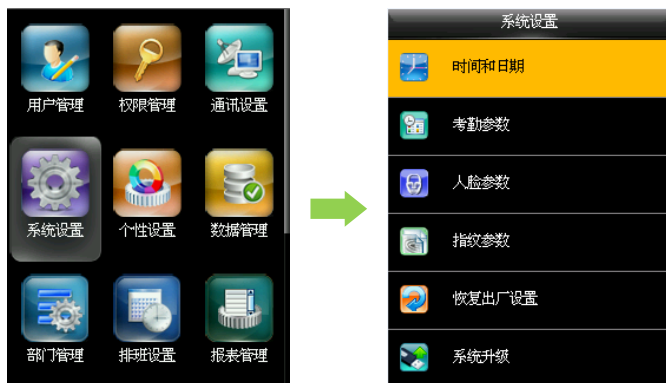 用户管理 权限管理 通讯设置
系统设置 个性设置 数据管理
部门管理 排班设置 报表管理
系统设置
时间和日期
考勤参数
人脸参数
指纹参数
恢复出厂设置
系统升级